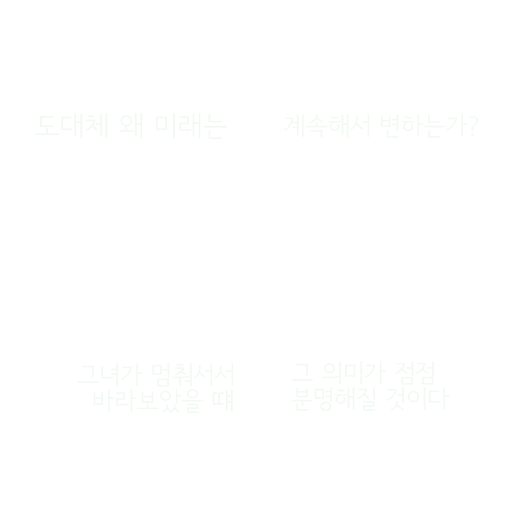 도대체 왜 미래는
계속해서 변하는가?
그녀가 멈춰서서
바라보았을 떄
그 의미가 점점
분명해질 것이다